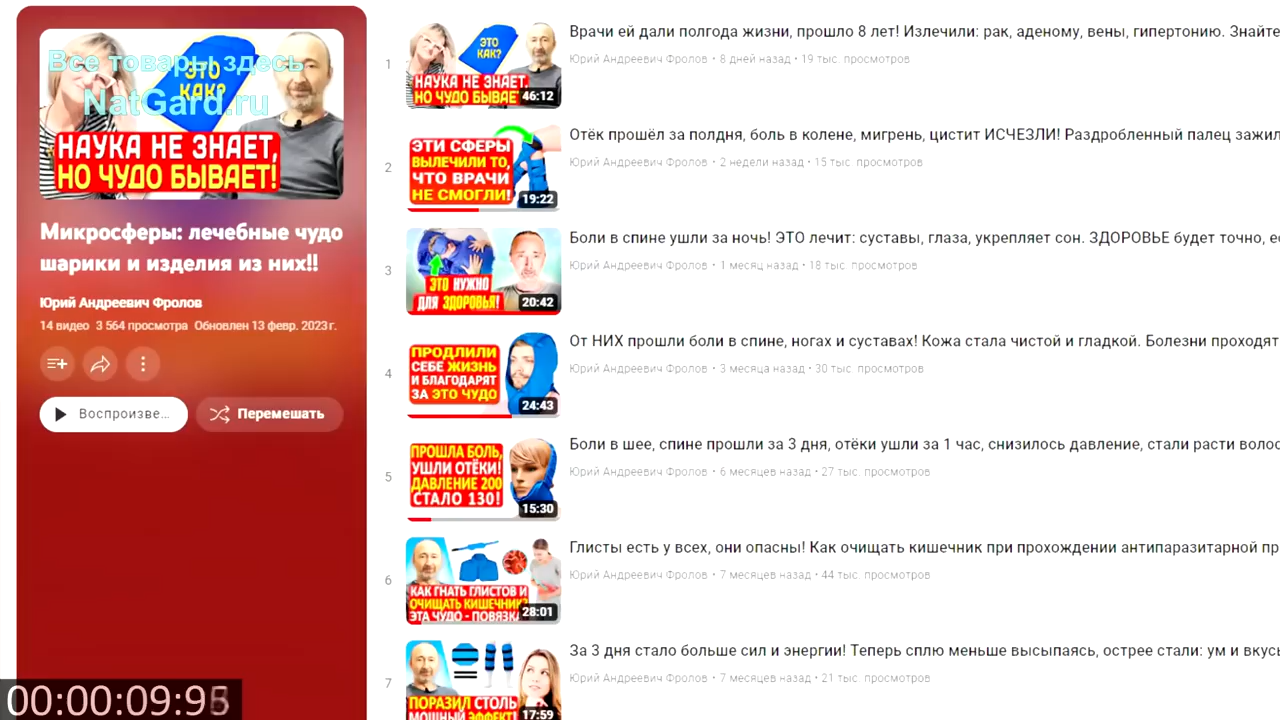 Все товары здесь
NatGard.ru
ЭТО
КАК?
НАУКА НЕ ЗНАЕТ,
НО ЧУДО БЫВАЕТ!
Микросферы: лечебные чудо
шарики и изделия из них!!
Юрий Андреевич Фролов
14 видео 3 564 просмотра Обновлен 13 февр. 2023 г.
Воспроизве...
Перемешать
1
ЭТО
КАК?
НАУКА НЕ ЗНАЕТ,
НО ЧУДО БЫВАЕ
46:12
Врачи ей дали полгода жизни, прошло 8 лет! Излечили: рак, аденому, вены, гипертонию. Знайте
Юрий Андреевич Фролов • 8 дней назад • 19 тыс. просмотров
2
ЭТИ СФЕРЫ
ВЫЛЕЧИЛИ ТО,
ЧТО ВРАЧИ
НЕ СМОГЛИ!
19:22
Отёк прошёл за полдня, боль в колене, мигрень, цистит ИСЧЕЗЛИ! Раздробленный палец зажил
Юрий Андреевич Фролов • 2 недели назад • 15 тыс. просмотров
3
ЭТО НУЖНО
ДЛЯ ЗДОРОВЬЯ!
20:42
Боли в спине ушли за ночь! ЭТО лечит: суставы, глаза, укрепляет сон. ЗДОРОВЬЕ будет точно, е
Юрий Андреевич Фролов • 1 месяц назад • 18 тыс. просмотров
4
ПРОДЛИЛИ
СЕБЕ ЖИЗНЬ
И БЛАГОДАРЯТ
ЗА ЭТО ЧУДО
24:43
От НИХ прошли боли в спине, ногах и суставах! Кожа стала чистой и гладкой. Болезни проходят
Юрий Андреевич Фролов • 3 месяца назад • 30 тыс. просмотров
5
ПРОШЛА БОЛЬ,
УШЛИ ОТЁКИ!
ДАВЛЕНИЕ 200
СТАЛО 130!
15:30
Боли в шее, спине прошли за 3 дня, отёки ушли за 1 час, снизилось давление, стали расти воло
Юрий Андреевич Фролов • 6 месяцев назад • 27 тыс. просмотров
6
КАК ГНАТЬ ГЛИСТОВ И
ОЧИЩАТЬ КИШЕЧНИК?
ЭТА ЧУДО - ПОВЯЗК
28:01
Глисты есть у всех, они опасны! Как очищать кишечник при прохождении антипаразитарной пр
Юрий Андреевич Фролов • 7 месяцев назад • 44 тыс. просмотров
7
ПОРАЗИЛ СТОЛЬ
МОЩНЫЙ ЭФФЕКТ!
17:59
За 3 дня стало больше сил и энергии! Теперь сплю меньше высыпаясь, острее стали: ум и вкус
Юрий Андреевич Фролов • 7 месяцев назад • 21 тыс. просмотров